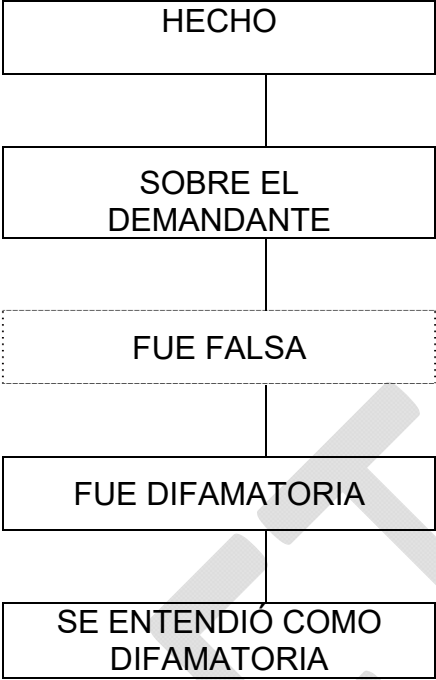 HECHO
SOBRE EL
DEMANDANTE
FUE FALSA
FUE DIFAMATORIA
SE ENTENDIÓ COMO
DIFAMATORIA